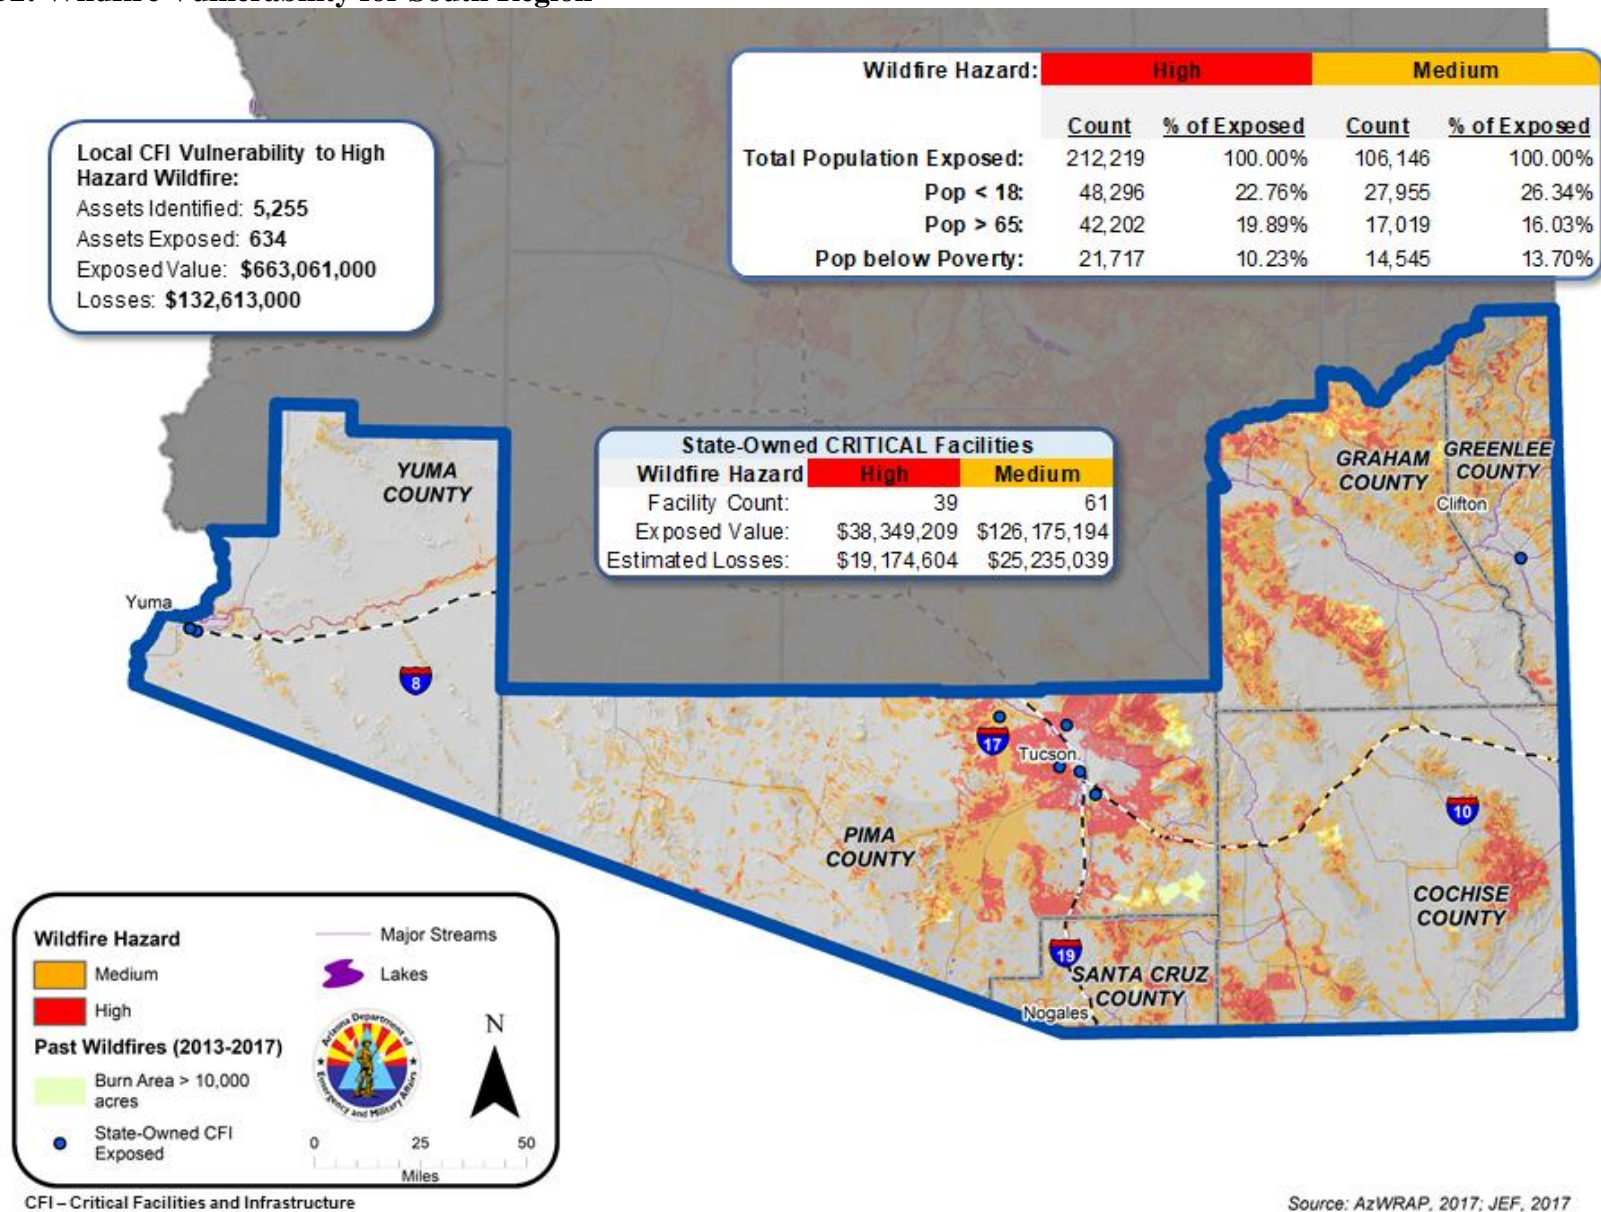 Wildfire Hazard: High Medium
Count % of Exposed Count % of Exposed
Total Population Exposed: 212,219 100.00% 106,146 100.00%
Pop < 18: 48,296 22.76% 27,955 26.34%
Pop > 65: 42,202 19.89% 17,019 16.03%
Pop below Poverty: 21,717 10.23% 14,545 13.70%
Local CFI Vulnerability to High
Hazard Wildfire:
Assets Identified: 5,255
Assets Exposed: 634
Exposed Value: $663,061,000
Losses: $132,613,000
State-Owned CRITICAL Facilities
Wildfire Hazard High Medium
Facility Count: 39 61
Exposed Value: $38,349,209 $126,175,194
Estimated Losses: $19,174,604 $25,235,039
YUMA
COUNTY
GRAHAM
COUNTY
GREENLEE
COUNTY
Clifton
Yuma
8
17
Tucson
10
PIMA
COUNTY
COCHISE
COUNTY
19
SANTA CRUZ
COUNTY
Nogales
Wildfire Hazard
Medium
High
Past Wildfires (2013-2017)
Burn Area > 10,000
acres
State-Owned CFI
Exposed
Major Streams
Lakes
Arizona Department of
Emergency and Military Affairs
N
0 25 50
Miles
CFI – Critical Facilities and Infrastructure
Source: AzWRAP, 2017; JEF, 2017